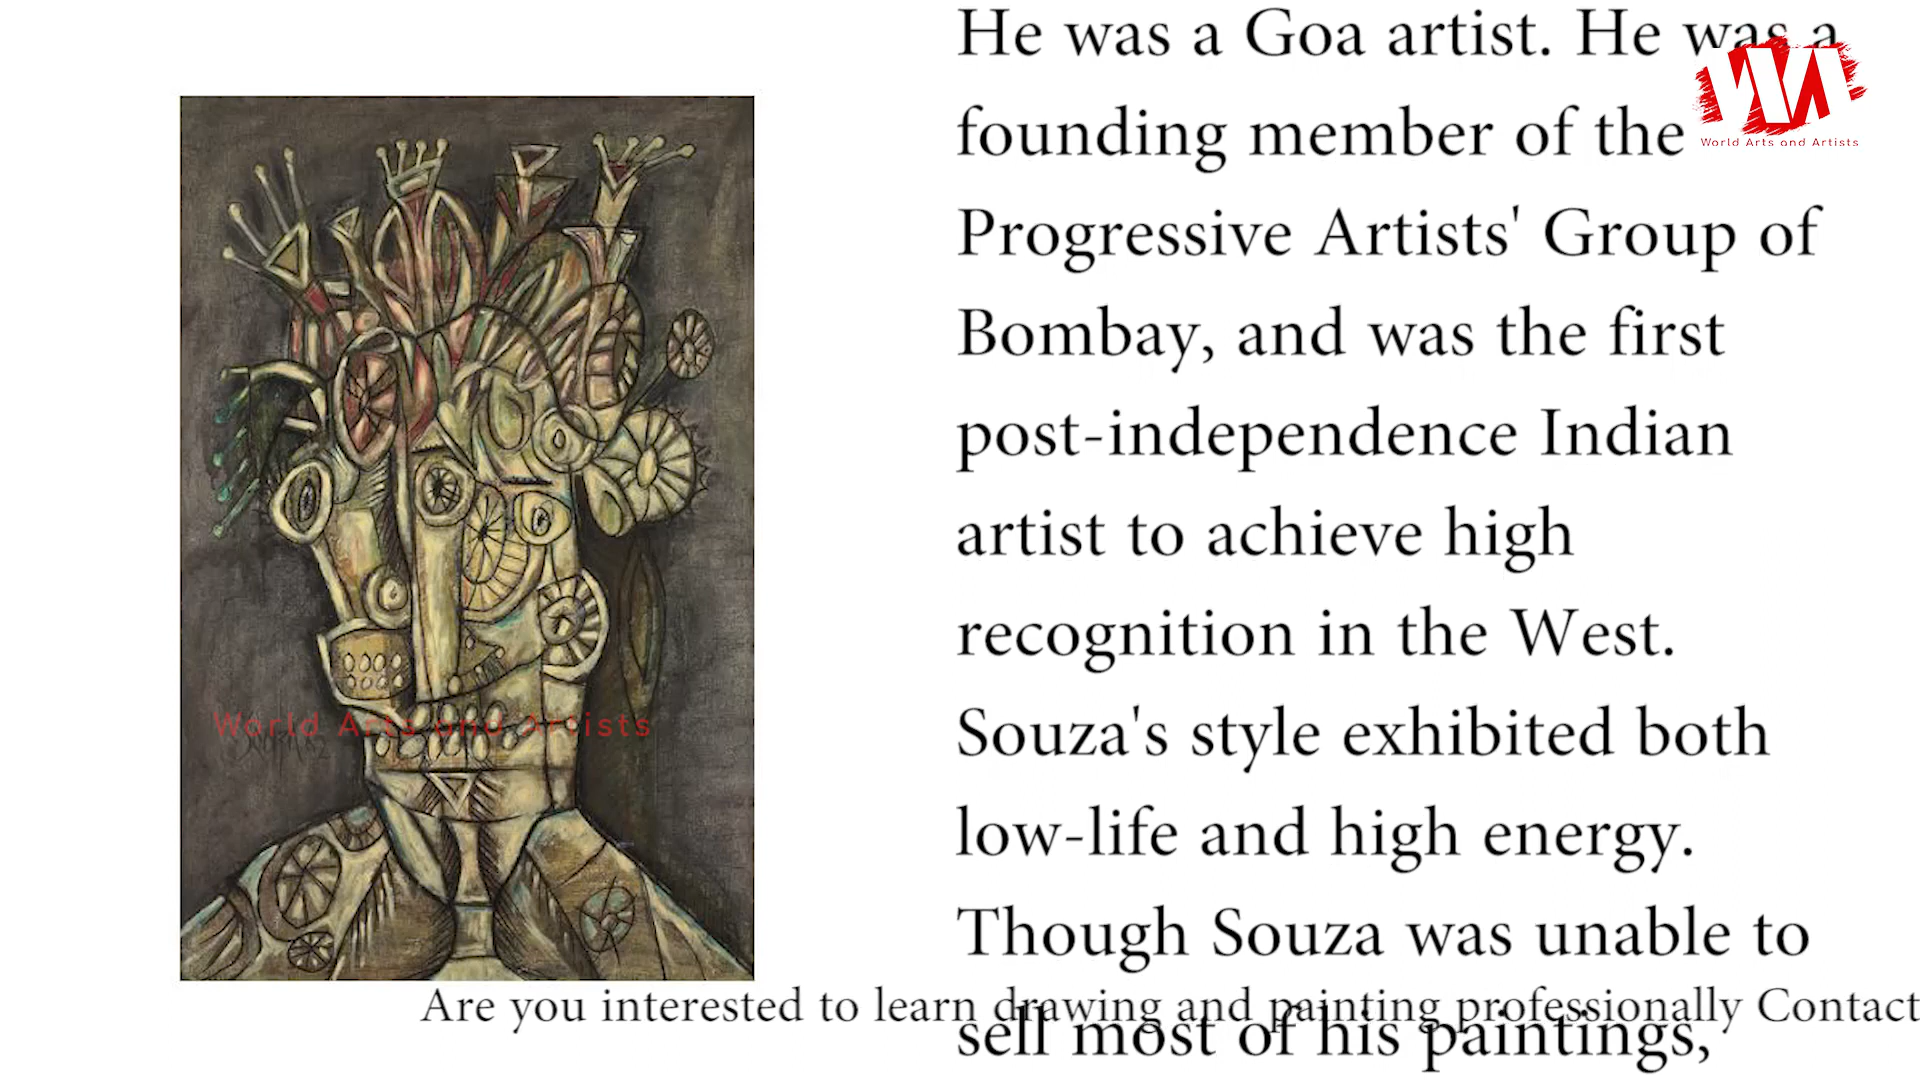 He was a Goa artist. He was a
founding member of the
Progressive Artists' Group of
Bombay, and was the first
post-independence Indian
artist to achieve high
recognition in the West.
Souza's style exhibited both
low-life and high energy.
Though Souza was unable to
sell most of his paintings,
World Arts and Artists
World Arts and Artists
Are you interested to learn drawing and painting professionally Contact